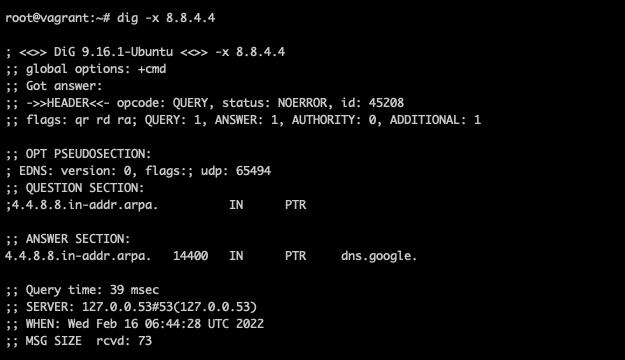 root@vagrant:~# dig -x 8.8.4.4
; <<>> DiG 9.16.1-Ubuntu <<>> -x 8.8.4.4
;; global options: +cmd
;; Got answer:
;; ->>HEADER<<- opcode: QUERY, status: NOERROR, id: 45208
;; flags: qr rd ra; QUERY: 1, ANSWER: 1, AUTHORITY: 0, ADDITIONAL: 1
;; OPT PSEUDOSECTION:
; EDNS: version: 0, flags:; udp: 65494
;; QUESTION SECTION:
;4.4.8.8.in-addr.arpa. IN PTR
;; ANSWER SECTION:
4.4.8.8.in-addr.arpa. 14400 IN PTR dns.google.
;; Query time: 39 msec
;; SERVER: 127.0.0.53#53(127.0.0.53)
;; WHEN: Wed Feb 16 06:44:28 UTC 2022
;; MSG SIZE rcvd: 73